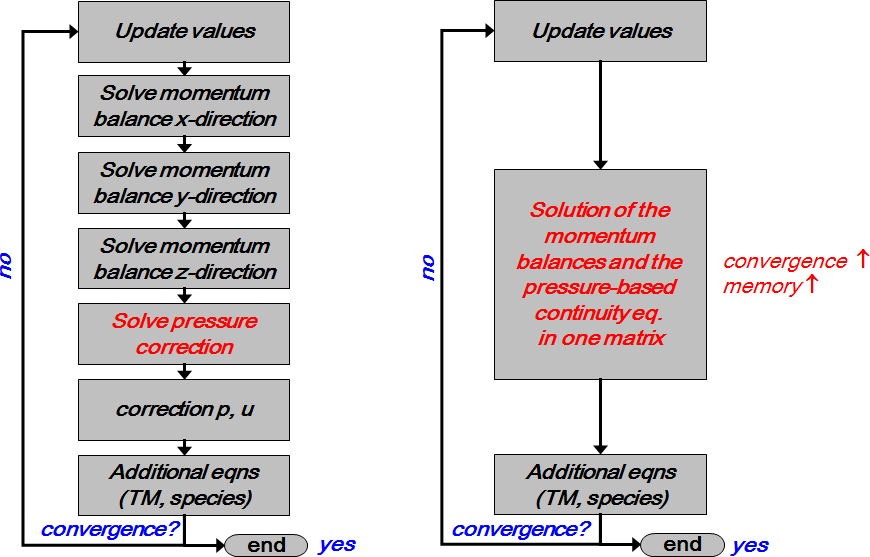 Update values
Solve momentum
balance x-direction
Solve momentum
balance y-direction
Solve momentum
balance z-direction
Solve pressure
correction
correction p, u
Additional eqns
(TM, species)
convergence?
end
yes
no
Update values
Solution of the
momentum
balances and the
pressure-based
continuity eq.
in one matrix
convergence ↑
memory ↑
Additional eqns
(TM, species)
convergence?
end
yes
no